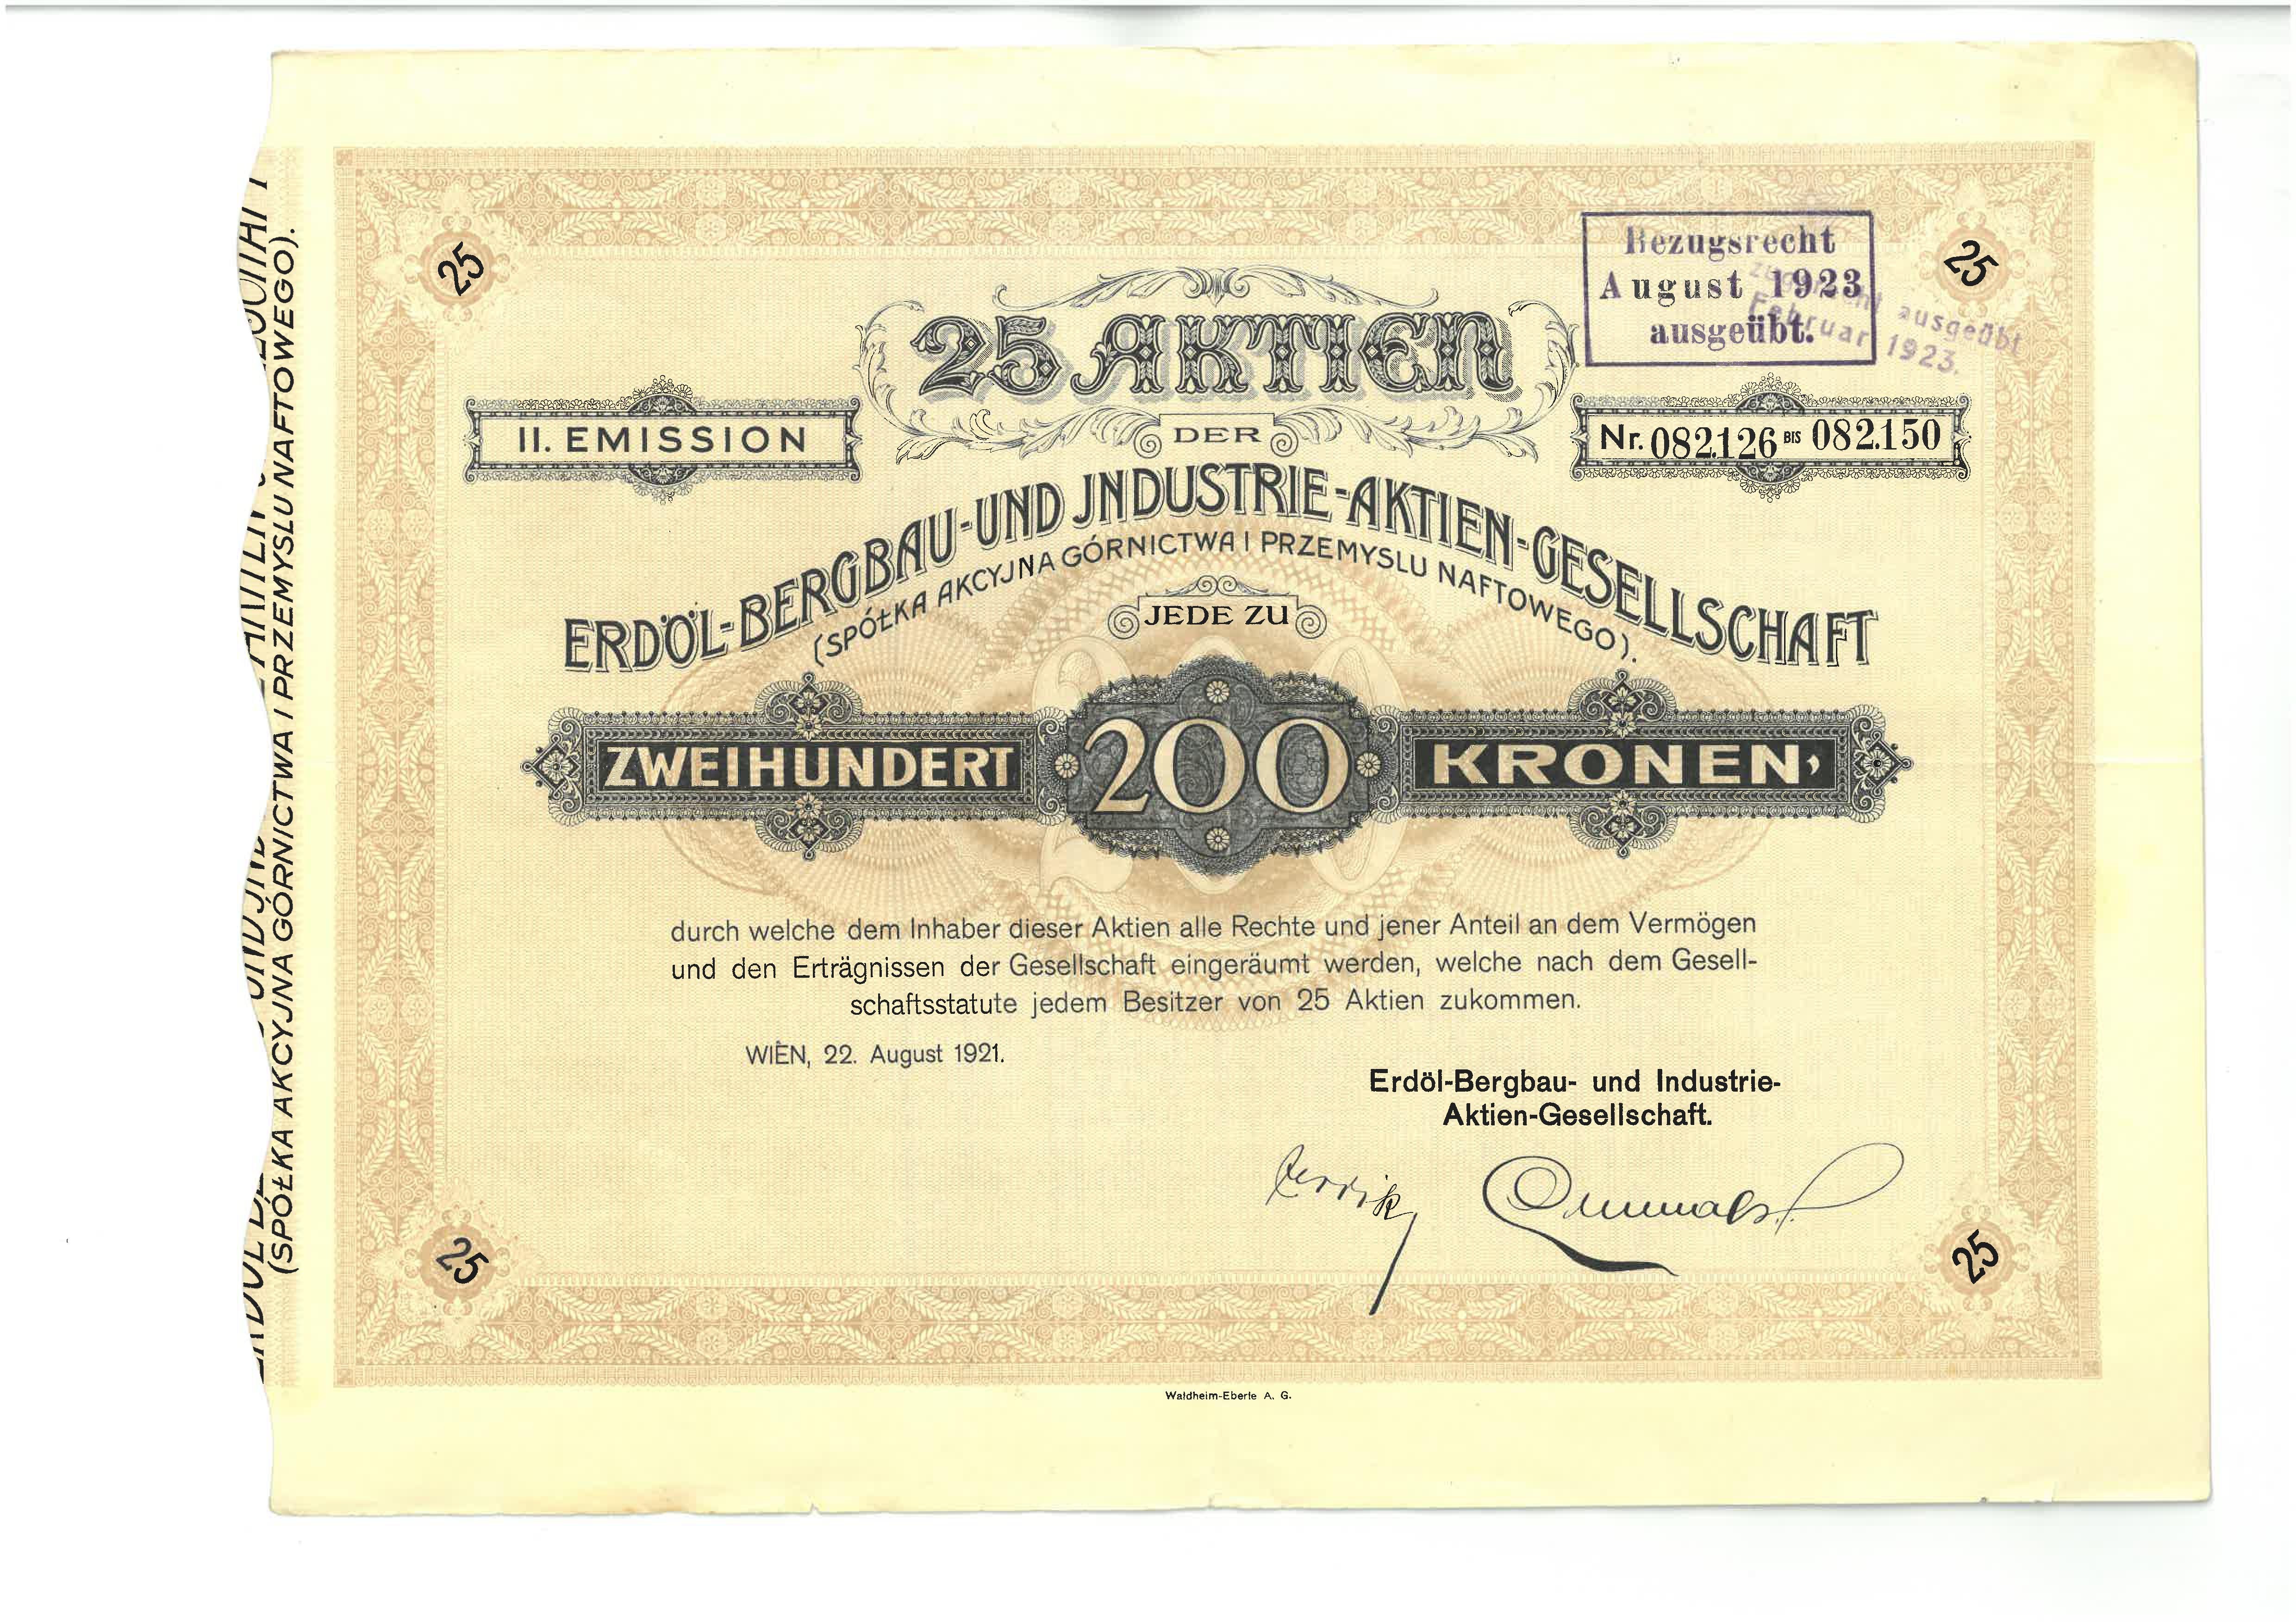 25
25
Bezugsrecht
August 1923
ausgeübt.
ausgeübt
Februar 1923.
25 AKTIEN
DER
II. EMISSION
Nr. 082.126 BIS 082.150
ERDÖL-BERGBAU-UND JNDUSTRIE-AKTIEN-GESELLSCHAFT
(SPÓŁKA AKCYJNA GÓRNICTWA I PRZEMYSLU NAFTOWEGO).
JEDE ZU
ZWEIHUNDERT 200 KRONEN,
durch welche dem Inhaber dieser Aktien alle Rechte und jener Anteil an dem Vermögen
und den Erträgnissen der Gesellschaft eingeräumt werden, welche nach dem Gesell-
schaftsstatute jedem Besitzer von 25 Aktien zukommen.
WIEN, 22. August 1921.
Erdöl-Bergbau- und Industrie-
Aktien-Gesellschaft.
25
25
Waldheim-Eberle A. G.
(SPÓŁKA AKCYJNA GÓRNICTWA I PRZEMYSLU NAFTOWEGO).